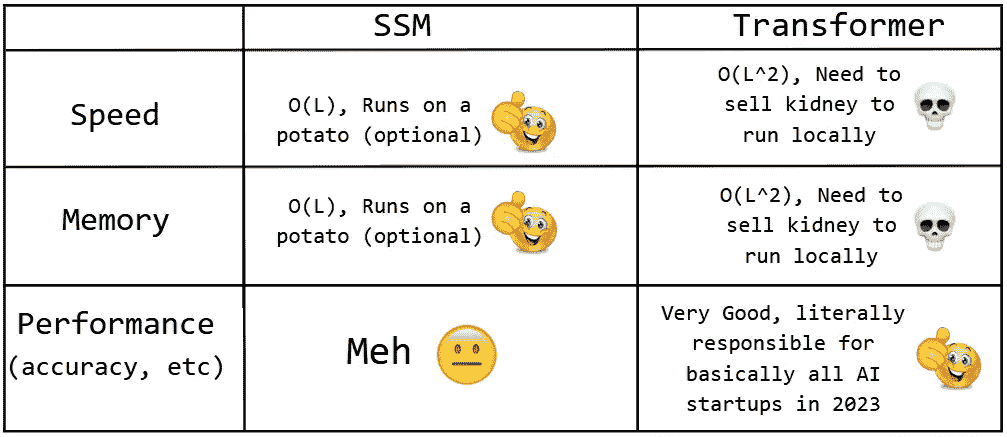 SSM
Transformer
Speed
O(L), Runs on a
potato (optional)
O(L^2), Need to
sell kidney to
run locally
Memory
O(L), Runs on a
potato (optional)
O(L^2), Need to
sell kidney to
run locally
Performance
(accuracy, etc)
Meh
Very Good, literally
responsible for
basically all AI
startups in 2023